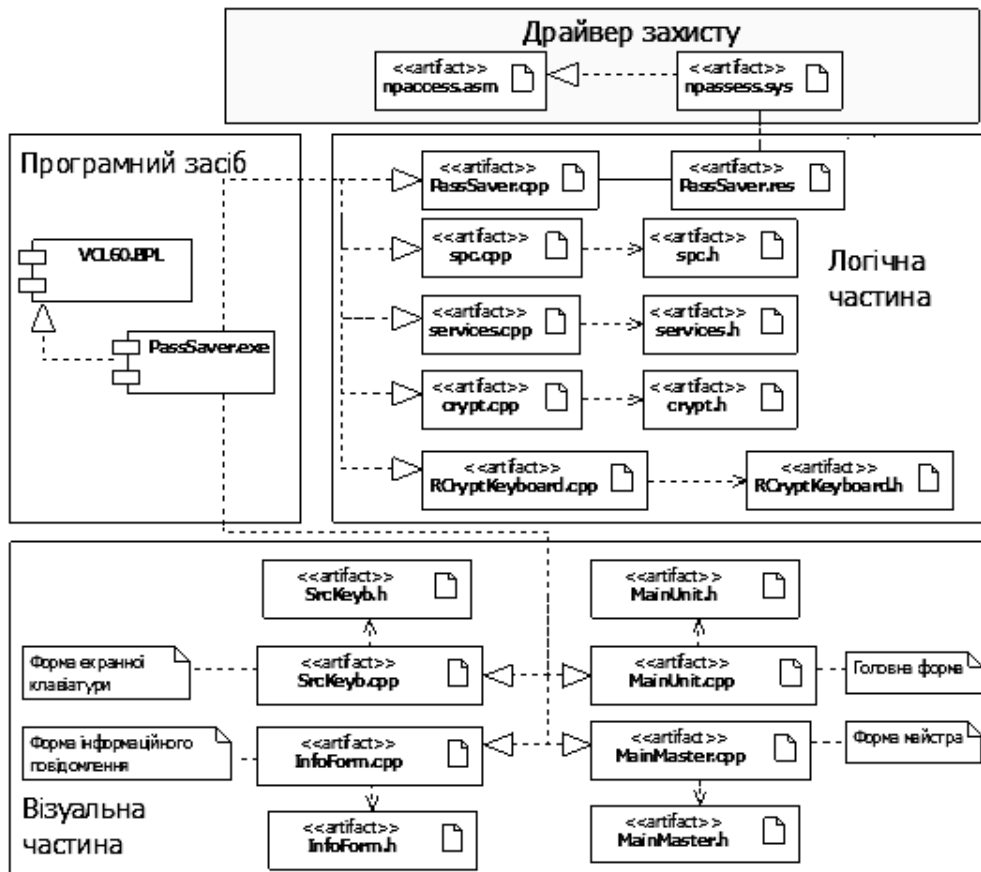 Драйвер захисту
<<artifact>>
npaccess.asm
<<artifact>>
npassess.sys
Програмний засіб
VCL60.BPL
PassSaver.exe
<<artifact>>
PassSaver.cpp
<<artifact>>
PassSaver.res
<<artifact>>
spc.cpp
<<artifact>>
spc.h
Логічна
частина
<<artifact>>
services.cpp
<<artifact>>
services.h
<<artifact>>
crypt.cpp
<<artifact>>
crypt.h
<<artifact>>
RCryptKeyboard.cpp
<<artifact>>
RCryptKeyboard.h
<<artifact>>
SrcKeyb.h
<<artifact>>
MainUnit.h
Форма екранної
клавіатури
<<artifact>>
SrcKeyb.cpp
<<artifact>>
MainUnit.cpp
Головна форма
Форма інформаційного
повідомлення
<<artifact>>
InfoForm.cpp
<<artifact>>
MainMaster.cpp
Форма майстра
Візуальна
частина
<<artifact>>
InfoForm.h
<<artifact>>
MainMaster.h